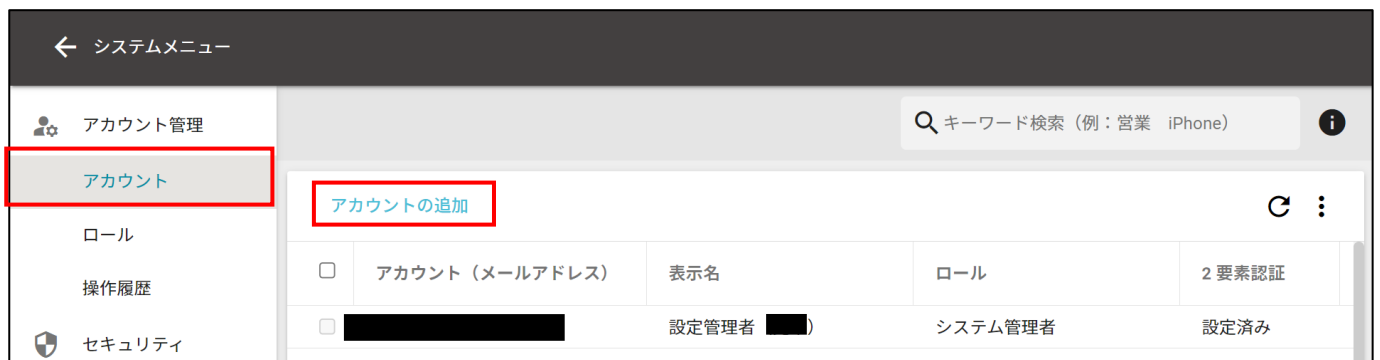 システムメニュー
アカウント管理
キーワード検索（例：営業　iPhone）
アカウント
アカウントの追加
ロール
操作履歴
セキュリティ
アカウント（メールアドレス） 表示名 ロール 2 要素認証
設定管理者 ） システム管理者 設定済み